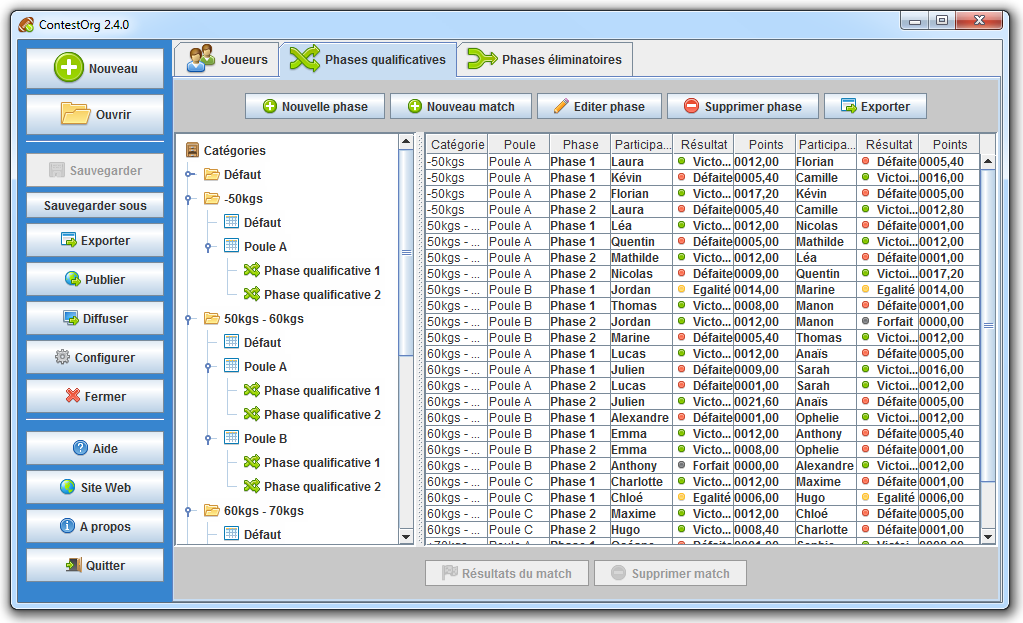 ContestOrg 2.4.0
Nouveau
Ouvrir
Sauvegarder
Sauvegarder sous
Exporter
Publier
Diffuser
Configurer
Fermer
Aide
Site Web
A propos
Quitter
Joueurs Phases qualificatives Phases éliminatoires
Nouvelle phase Nouveau match Editer phase Supprimer phase Exporter
Catégories
Défaut
-50kgs
Défaut
Poule A
Phase qualificative 1
Phase qualificative 2
50kgs - 60kgs
Défaut
Poule A
Phase qualificative 1
Phase qualificative 2
Poule B
Phase qualificative 1
Phase qualificative 2
60kgs - 70kgs
Défaut
Catégorie Poule Phase Participa... Résultat Points Participa... Résultat Points
-50kgs Poule A Phase 1 Laura Victo... 0012,00 Florian Défaite 0005,40
-50kgs Poule A Phase 1 Kévin Défaite 0005,40 Camille Victoi... 0016,00
-50kgs Poule A Phase 2 Florian Victo... 0017,20 Kévin Défaite 0005,00
-50kgs Poule A Phase 2 Laura Défaite 0005,40 Camille Victoi... 0012,80
50kgs - ... Poule A Phase 1 Léa Victo... 0012,00 Nicolas Défaite 0001,00
50kgs - ... Poule A Phase 1 Quentin Défaite 0005,00 Mathilde Victoi... 0012,00
50kgs - ... Poule A Phase 2 Mathilde Victo... 0012,00 Léa Défaite 0001,00
50kgs - ... Poule A Phase 2 Nicolas Défaite 0009,00 Quentin Victoi... 0017,20
50kgs - ... Poule B Phase 1 Jordan Egalité 0014,00 Marine Egalité 0014,00
50kgs - ... Poule B Phase 1 Thomas Victo... 0008,00 Manon Défaite 0001,00
50kgs - ... Poule B Phase 2 Jordan Victo... 0012,00 Manon Forfait 0000,00
50kgs - ... Poule B Phase 2 Marine Défaite 0005,40 Thomas Victoi... 0012,00
60kgs - ... Poule A Phase 1 Lucas Victo... 0012,00 Anaïs Défaite 0005,00
60kgs - ... Poule A Phase 1 Julien Défaite 0009,00 Sarah Victoi... 0016,00
60kgs - ... Poule A Phase 2 Lucas Défaite 0001,00 Sarah Victoi... 0012,00
60kgs - ... Poule A Phase 2 Julien Victo... 0021,60 Anaïs Défaite 0005,00
60kgs - ... Poule B Phase 1 Alexandre Défaite 0001,00 Ophelie Victoi... 0012,00
60kgs - ... Poule B Phase 1 Emma Victo... 0012,00 Anthony Défaite 0005,40
60kgs - ... Poule B Phase 2 Emma Victo... 0008,00 Ophelie Défaite 0001,00
60kgs - ... Poule B Phase 2 Anthony Forfait 0000,00 Alexandre Victoi... 0012,00
60kgs - ... Poule C Phase 1 Charlotte Victo... 0012,00 Maxime Défaite 0001,00
60kgs - ... Poule C Phase 1 Chloé Egalité 0006,00 Hugo Egalité 0006,00
60kgs - ... Poule C Phase 2 Maxime Victo... 0012,00 Chloé Défaite 0005,00
60kgs - ... Poule C Phase 2 Hugo Victo... 0008,40 Charlotte Défaite 0001,00
Résultats du match Supprimer match